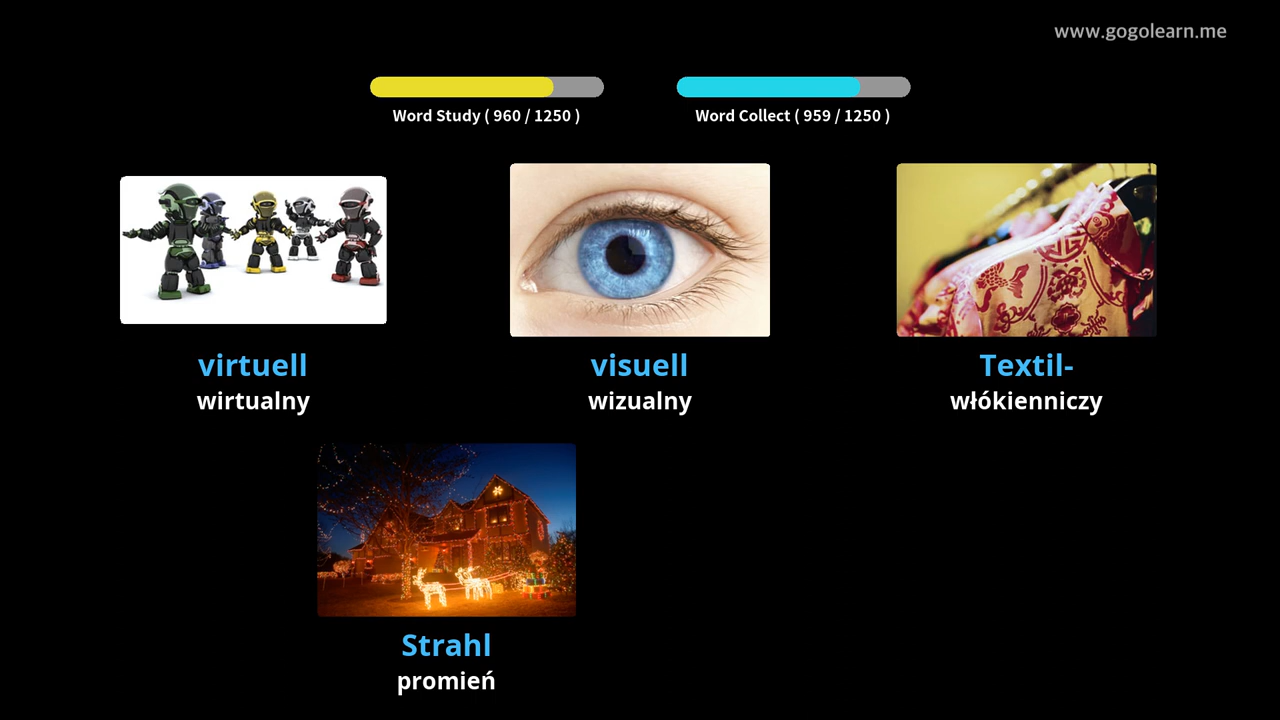 www.gogolearn.me
Word Study ( 960 / 1250 )
Word Collect ( 959 / 1250 )
virtuell
wirtualny
visuell
wizualny
Textil-
włókienniczy
Strahl
promień